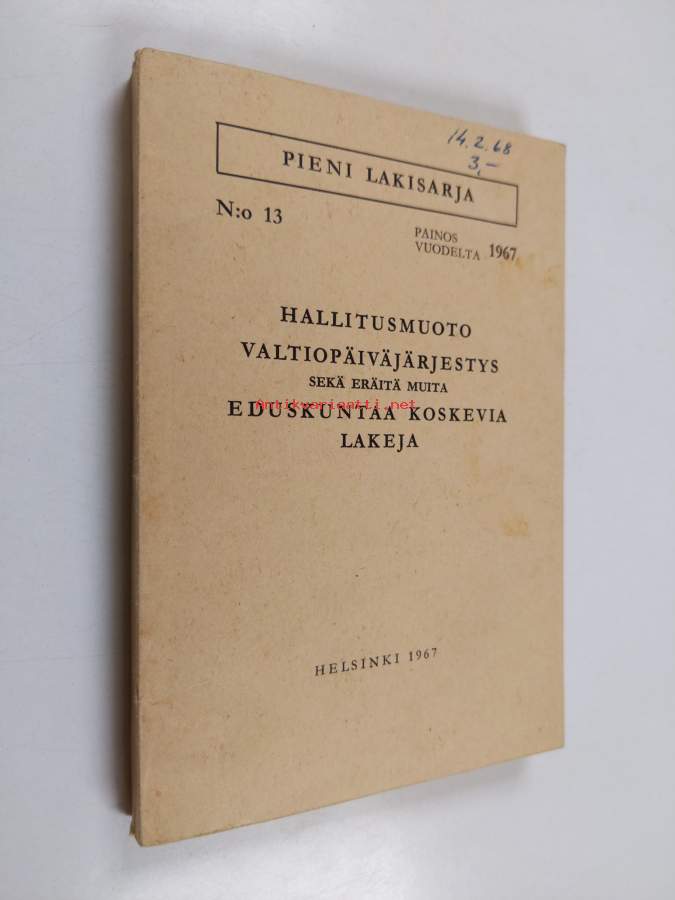 14.2.68
3,-
PIENI LAKISARJA
N:o 13
PAINOS
VUODELTA 1967
HALLITUSMUOTO
VALTIOPÄIVÄJÄRJESTYS
SEKÄ ERÄITÄ MUITA
Antikvariantti.net
EDUSKUNTAA KOSKEVIA
LAKEJA
HELSINKI 1967